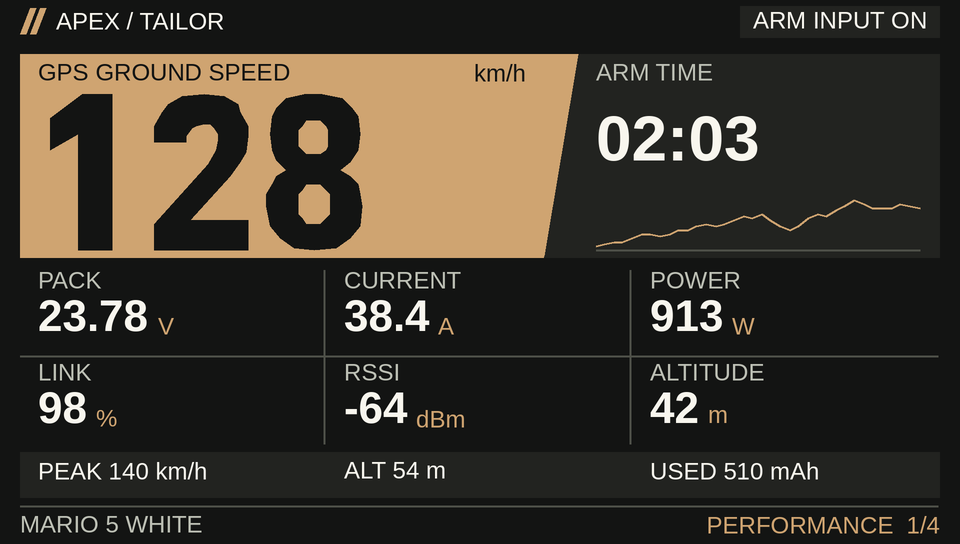 APEX / TAILOR
ARM INPUT ON
GPS GROUND SPEED km/h
128
ARM TIME
02:03
PACK
23.78 V
CURRENT
38.4 A
POWER
913 W
LINK
98 %
RSSI
-64 dBm
ALTITUDE
42 m
PEAK 140 km/h
ALT 54 m
USED 510 mAh
MARIO 5 WHITE
PERFORMANCE 1/4